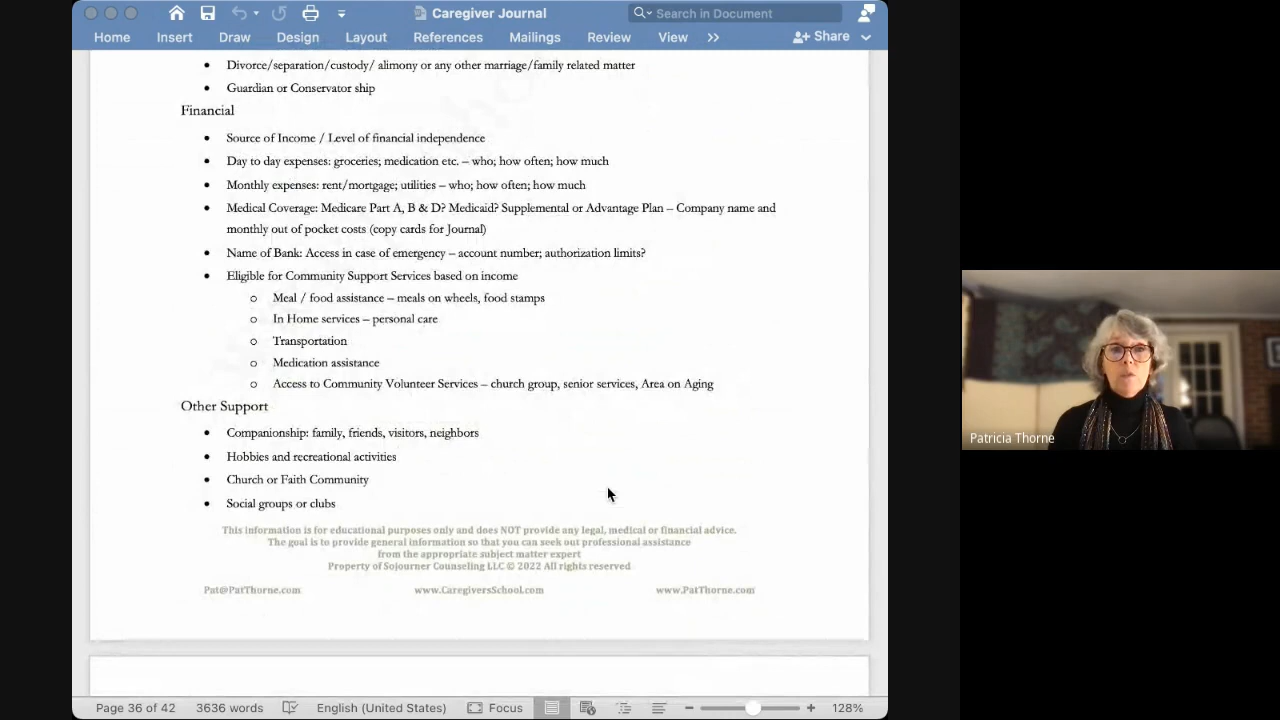 Caregiver Journal
Search in Document
Home Insert Draw Design Layout References Mailings Review View >> Share
• Divorce/separation/custody/ alimony or any other marriage/family related matter
• Guardian or Conservator ship
Financial
• Source of Income / Level of financial independence
• Day to day expenses: groceries; medication etc. – who; how often; how much
• Monthly expenses: rent/mortgage; utilities – who; how often; how much
• Medical Coverage: Medicare Part A, B & D? Medicaid? Supplemental or Advantage Plan – Company name and
monthly out of pocket costs (copy cards for Journal)
• Name of Bank: Access in case of emergency – account number; authorization limits?
• Eligible for Community Support Services based on income
o Meal / food assistance – meals on wheels, food stamps
o In Home services – personal care
o Transportation
o Medication assistance
o Access to Community Volunteer Services – church group, senior services, Area on Aging
Other Support
• Companionship: family, friends, visitors, neighbors
• Hobbies and recreational activities
• Church or Faith Community
• Social groups or clubs
This information is for educational purposes only and does NOT provide any legal, medical or financial advice.
The goal is to provide general information so that you can seek out professional assistance
from the appropriate subject matter expert
Property of Sojourner Counseling LLC © 2022 All rights reserved
Pat@PatThorne.com www.CaregiversSchool.com www.PatThorne.com
Page 36 of 42 3636 words English (United States) Focus 128%
Patricia Thorne